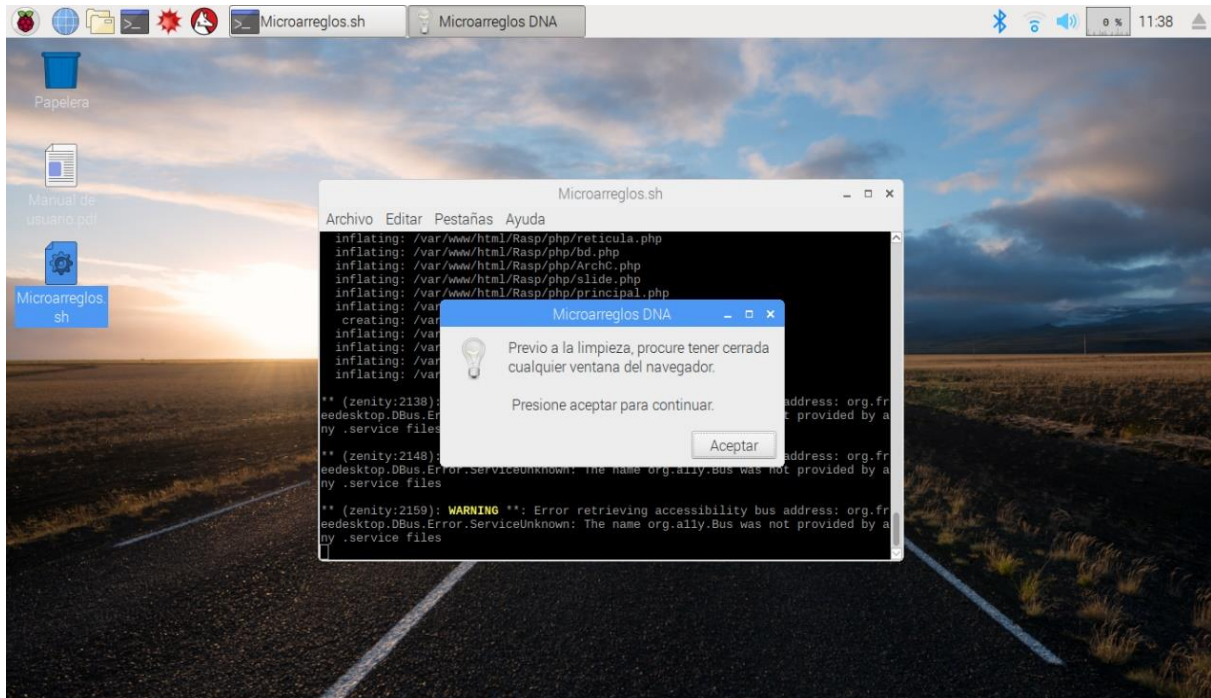 Microarreglos.sh
Microarreglos DNA
0 %
11:38
Papelera
Manual de
usuario.pdf
Microarreglos.
sh
Microarreglos.sh
Archivo Editar Pestañas Ayuda
inflating: /var/www/html/Rasp/php/reticula.php
inflating: /var/www/html/Rasp/php/bd.php
inflating: /var/www/html/Rasp/php/ArchC.php
inflating: /var/www/html/Rasp/php/slide.php
inflating: /var/www/html/Rasp/php/principal.php
inflating: /var
creating: /var
inflating: /var
inflating: /var
inflating: /var
inflating: /var
** (zenity:2138): address: org.fr
eedesktop.DBus.Er t provided by a
ny .service files
** (zenity:2148): address: org.fr
eedesktop.DBus.Error.ServiceUnknown: The name org.a11y.Bus was not provided by a
ny .service files
** (zenity:2159): WARNING **: Error retrieving accessibility bus address: org.fr
eedesktop.DBus.Error.ServiceUnknown: The name org.a11y.Bus was not provided by a
ny .service files
Microarreglos DNA
Previo a la limpieza, procure tener cerrada
cualquier ventana del navegador.
Presione aceptar para continuar.
Aceptar